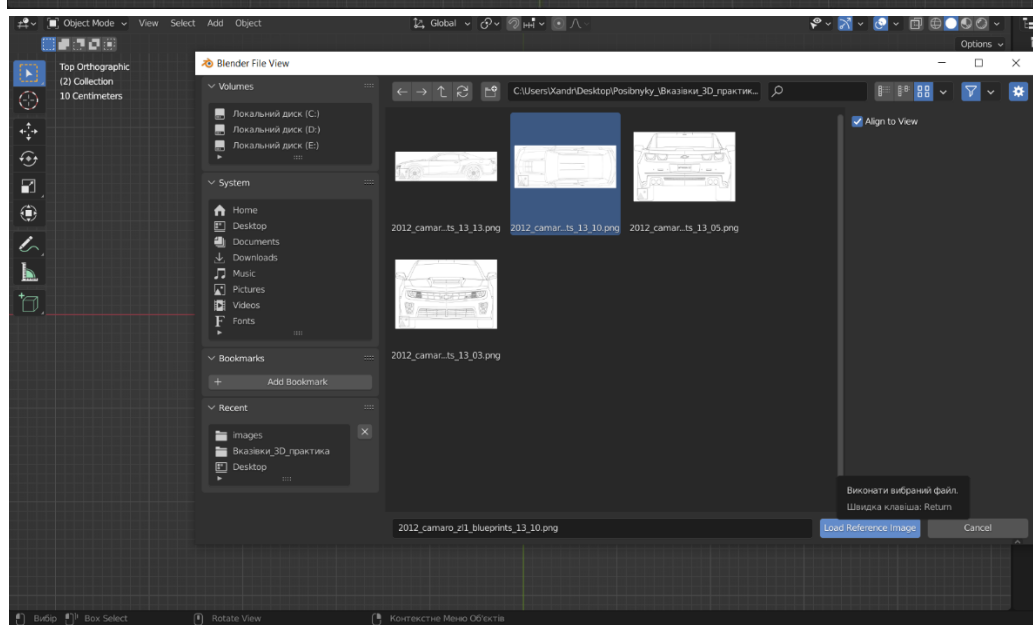 Object Mode View Select Add Object Global
Options
Top Orthographic
(2) Collection
10 Centimeters
Blender File View
Volumes
Локальний диск (C:)
Локальний диск (D:)
Локальний диск (E:)
System
Home
Desktop
Documents
Downloads
Music
Pictures
Videos
Fonts
Bookmarks
Add Bookmark
Recent
images
Вказівки_3D_практика
Desktop
C:\Users\Xandr\Desktop\Posibnyky_\Вказівки_3D_практик...
Align to View
2012_camar...ts_13_13.png 2012_camar...ts_13_10.png 2012_camar...ts_13_05.png
2012_camar...ts_13_03.png
Виконати вибраний файл.
Швидка клавіша: Return
2012_camaro_zl1_blueprints_13_10.png Load Reference Image Cancel
Вибір Box Select Rotate View Контекстне Меню Об'єктів